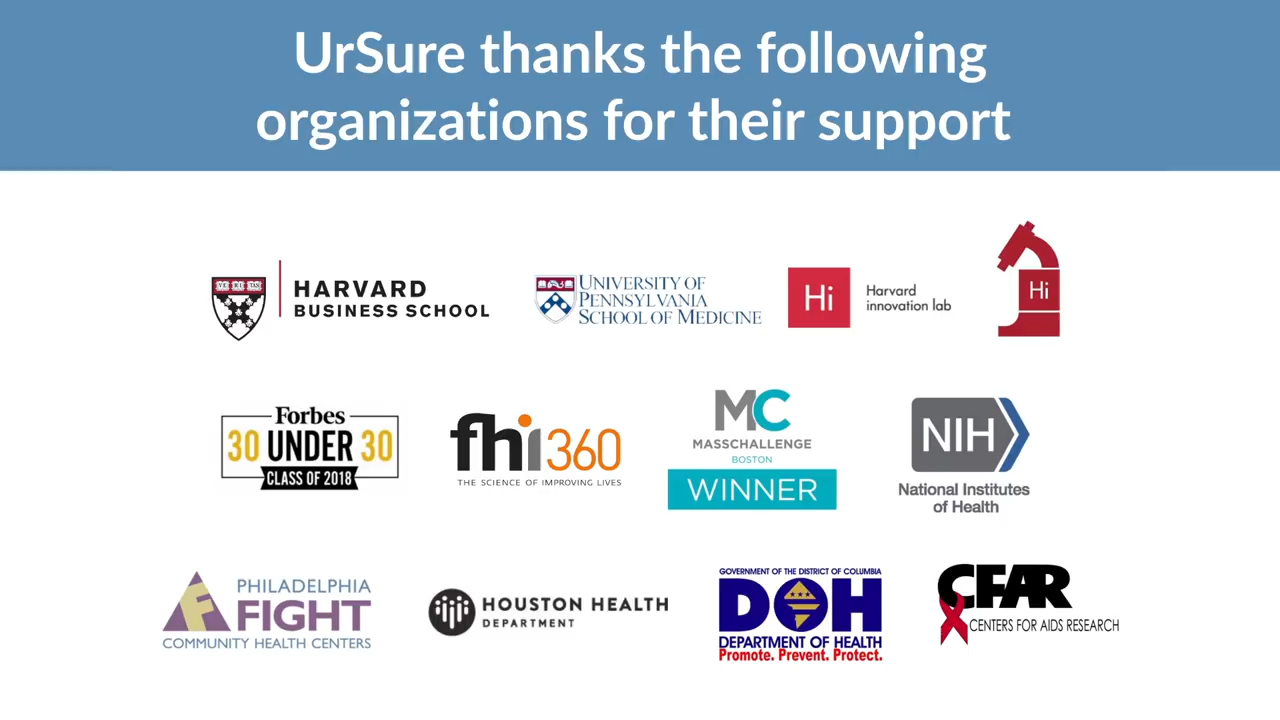 UrSure thanks the following
organizations for their support
VE RI TAS
HARVARD
BUSINESS SCHOOL
UNIVERSITY OF
PENNSYLVANIA
SCHOOL OF MEDICINE
Hi
Harvard
innovation lab
Hi
Forbes
30 UNDER 30
CLASS OF 2018
fhi360
THE SCIENCE OF IMPROVING LIVES
MC
MASSCHALLENGE
BOSTON
WINNER
NIH
National Institutes
of Health
PHILADELPHIA
F FIGHT
COMMUNITY HEALTH CENTERS
HOUSTON HEALTH
DEPARTMENT
GOVERNMENT OF THE DISTRICT OF COLUMBIA
DOH
DEPARTMENT OF HEALTH
Promote. Prevent. Protect.
CFAR
CENTERS FOR AIDS RESEARCH